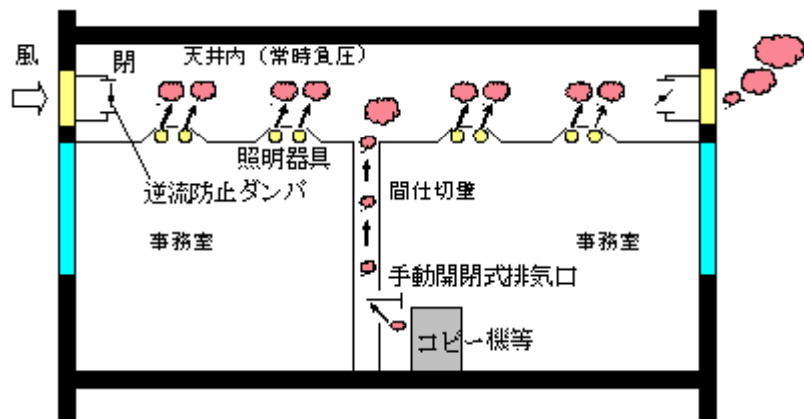 風
閉
天井内（常時負圧）
照明器具
逆流防止ダンパ
間仕切壁
事務室
事務室
手動開閉式排気口
コピー機等